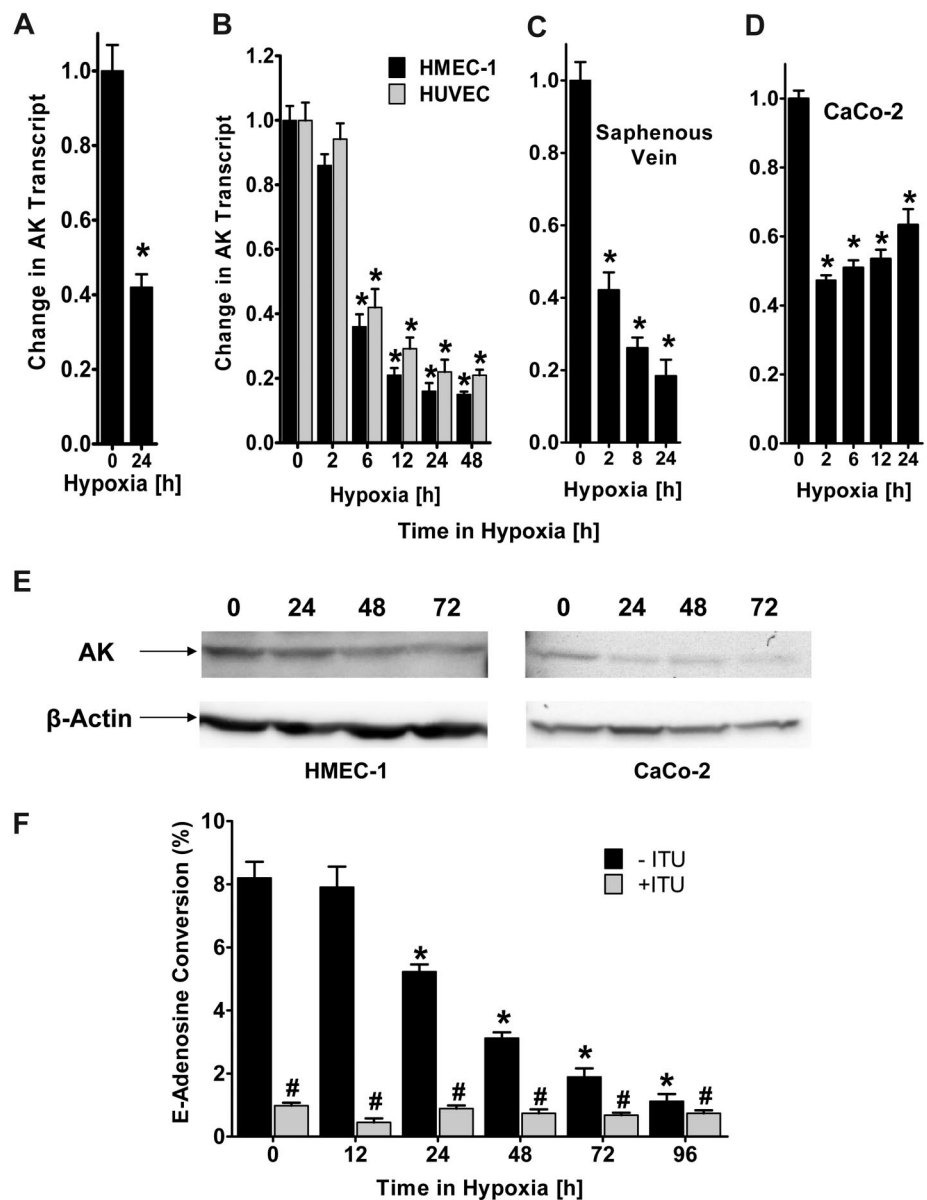 A
Change in AK Transcript
1.0
0.8
0.6
0.4
0.2
0.0
*
0 24
Hypoxia [h]
B
Change in AK Transcript
1.2
1.0
0.8
0.6
0.4
0.2
0.0
HMEC-1
HUVEC
* *
* *
* *
* *
0 2 6 12 24 48
Hypoxia [h]
C
1.0
0.8
0.6
0.4
0.2
0.0
Saphenous
Vein
* * *
0 2 8 24
Hypoxia [h]
D
1.0
0.8
0.6
0.4
0.2
0.0
CaCo-2
* * * *
0 2 6 12 24
Hypoxia [h]
Time in Hypoxia [h]
E
0 24 48 72
0 24 48 72
AK
β-Actin
HMEC-1
CaCo-2
F
E-Adenosine Conversion (%)
10
8
6
4
2
0
- ITU
+ITU
* * * *
# # # # # #
0 12 24 48 72 96
Time in Hypoxia [h]